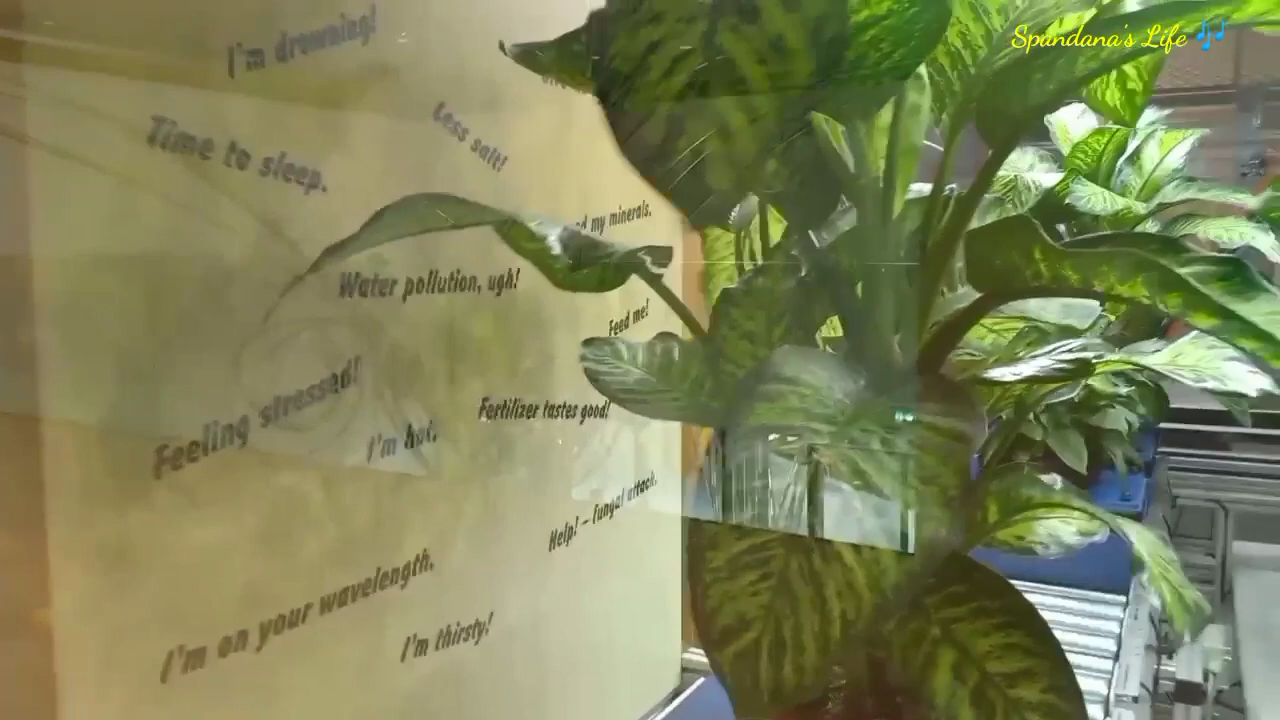 Spandana's Life
I'm drowning!
Less salt!
Time to sleep.
my minerals.
Water pollution, ugh!
Feed me!
Feeling stressed!
Fertilizer tastes good!
I'm hot.
Help! – Fungal attack.
I'm on your wavelength.
I'm thirsty!